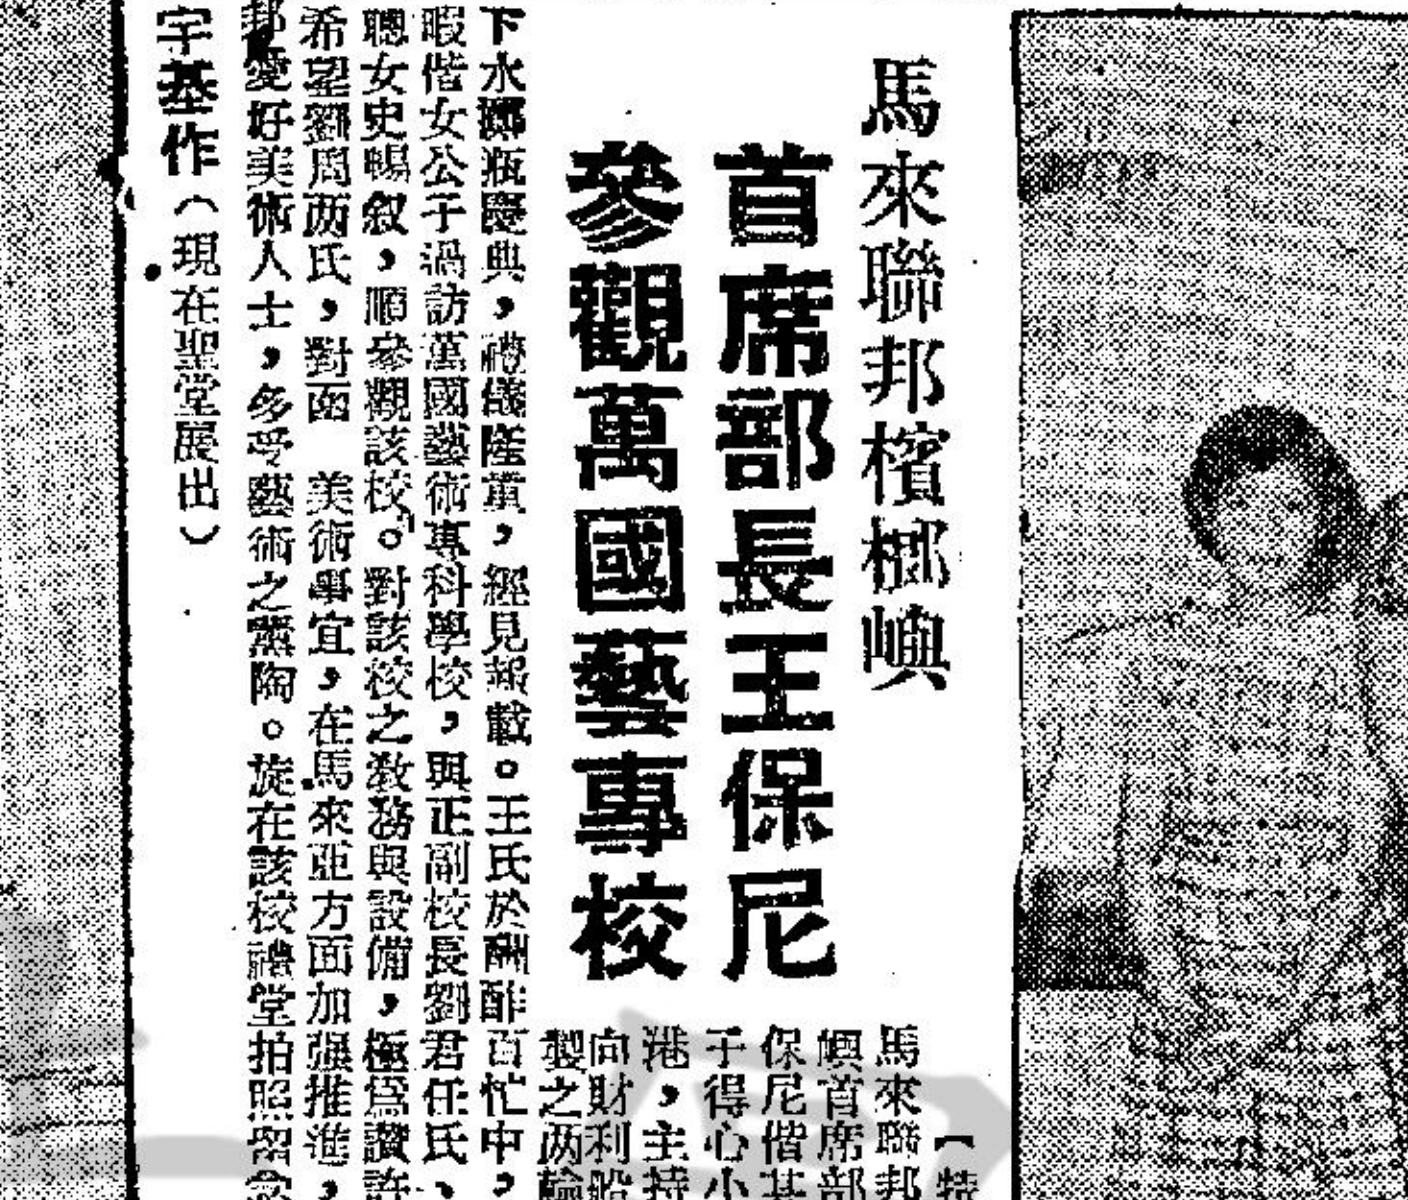 馬來聯邦檳榔嶼
首席部長王保尼
參觀萬國藝專校
【特
馬來聯邦
嶼首席部
保尼偕其
于得心小
港，主持
向財利船
製之两輪
下水擲瓶慶典，禮儀隆重，經見報載。王氏於酬酢百忙中，
暇偕女公子過訪萬國藝術專科學校，與正副校長劉君任氏、
聰女史暢敘，順參觀該校。對該校之教務與設備，極爲讚許
希望劉周两氏，對面　美術事宜，在馬來亞方面加强推進，
邦愛好美術人士，多受藝術之薰陶。旋在該校禮堂拍照留念
宇基作（現在聖堂展出）